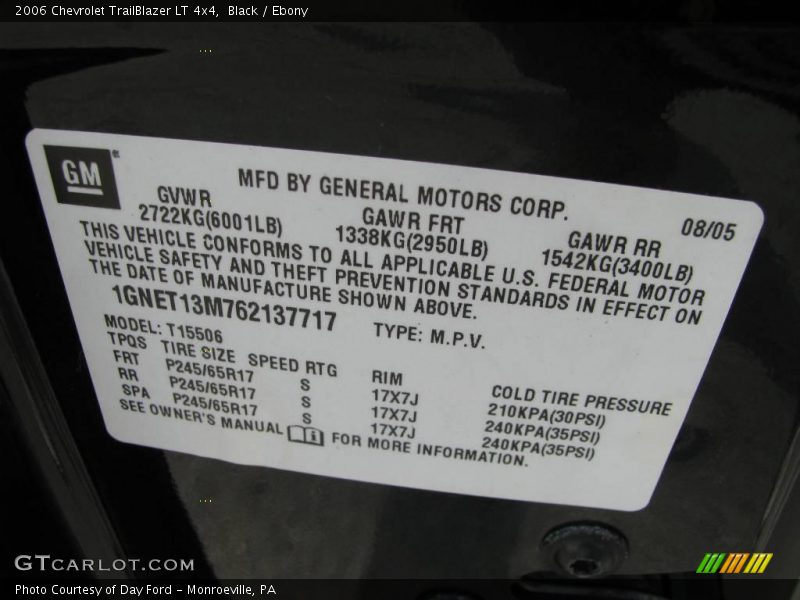 2006 Chevrolet TrailBlazer LT 4x4, Black / Ebony
GM
MFD BY GENERAL MOTORS CORP.
08/05
GVWR GAWR FRT GAWR RR
2722KG(6001LB) 1338KG(2950LB) 1542KG(3400LB)
THIS VEHICLE CONFORMS TO ALL APPLICABLE U.S. FEDERAL MOTOR
VEHICLE SAFETY AND THEFT PREVENTION STANDARDS IN EFFECT ON
THE DATE OF MANUFACTURE SHOWN ABOVE.
1GNET13M762137717 TYPE: M.P.V.
MODEL: T15506
TPQS TIRE SIZE SPEED RTG RIM COLD TIRE PRESSURE
FRT P245/65R17 S 17X7J 210KPA(30PSI)
RR P245/65R17 S 17X7J 240KPA(35PSI)
SPA P245/65R17 S 17X7J 240KPA(35PSI)
SEE OWNER'S MANUAL FOR MORE INFORMATION.
GTCARLOT.COM
Photo Courtesy of Day Ford - Monroeville, PA